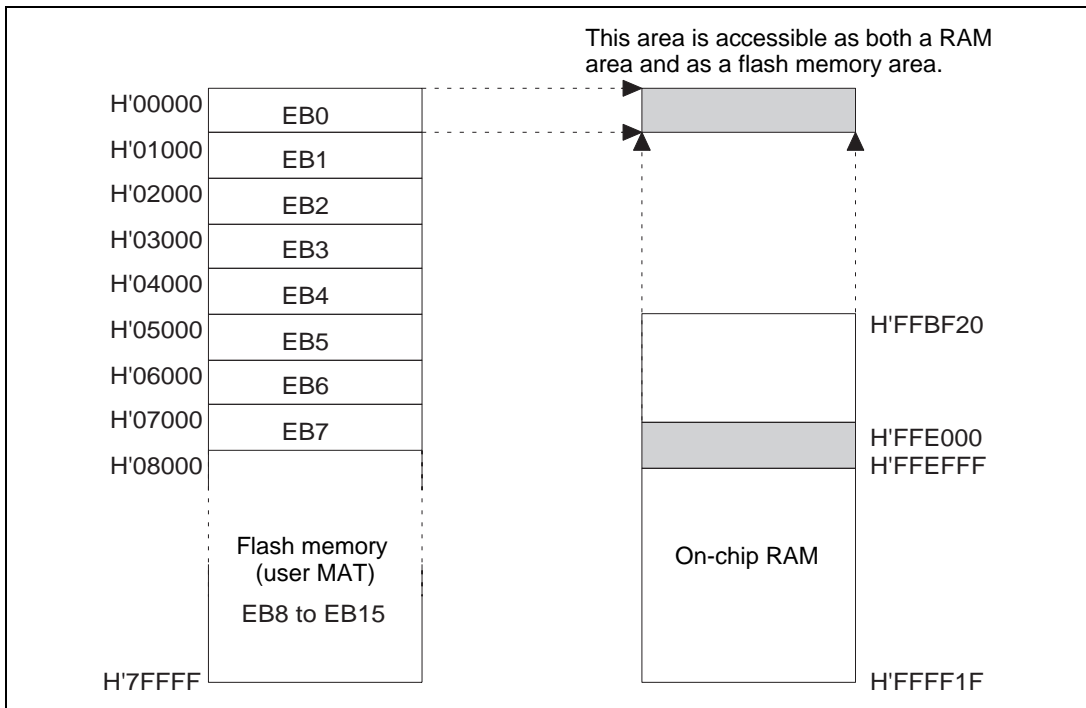 This area is accessible as both a RAM
area and as a flash memory area.
H'00000
EB0
H'01000
EB1
H'02000
EB2
H'03000
EB3
H'04000
EB4
H'05000
EB5
H'06000
EB6
H'07000
EB7
H'08000
Flash memory
(user MAT)
EB8 to EB15
H'7FFFF
H'FFBF20
H'FFE000
H'FFEFFF
On-chip RAM
H'FFFF1F